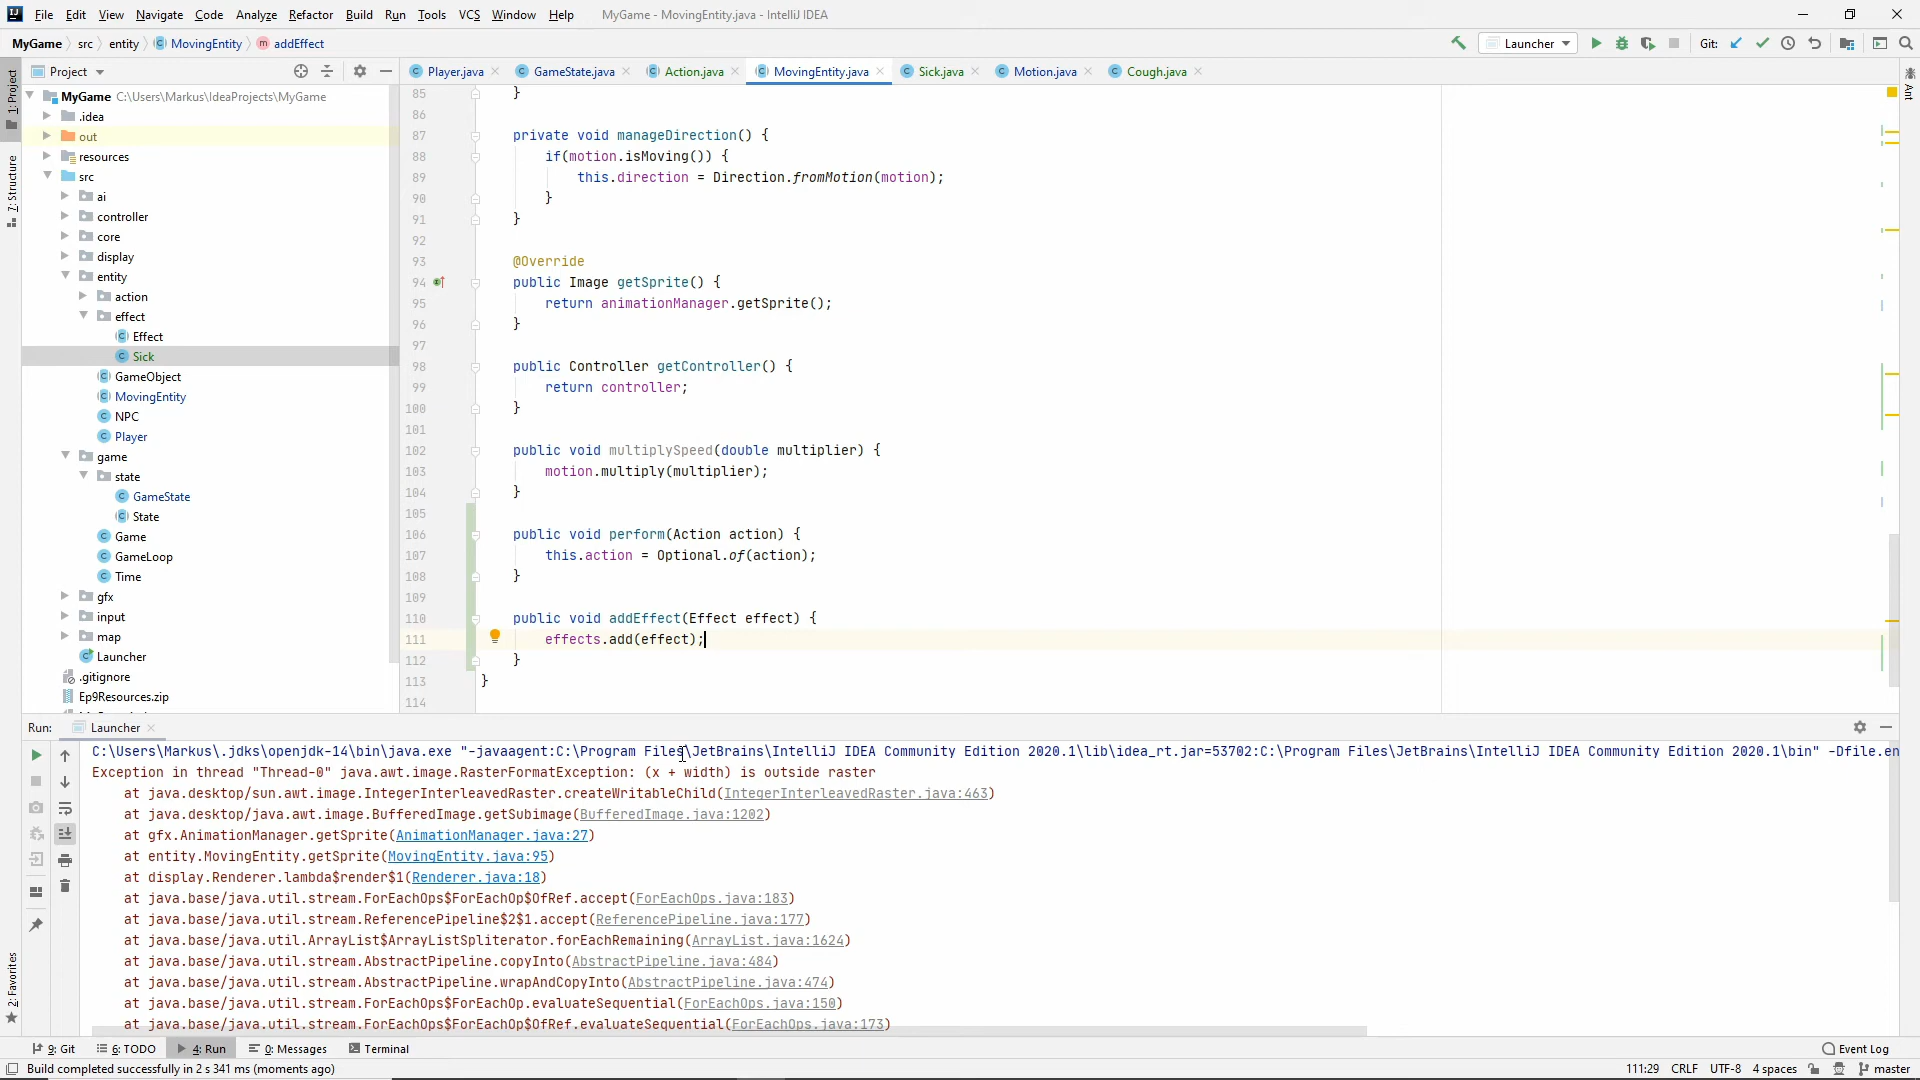 File Edit View Navigate Code Analyze Refactor Build Run Tools VCS Window Help MyGame - MovingEntity.java - IntelliJ IDEA
MyGame src entity MovingEntity addEffect Launcher Git:
Project Player.java GameState.java Action.java MovingEntity.java Sick.java Motion.java Cough.java
1: Project
7: Structure
2: Favorites
Ant
MyGame C:\Users\Markus\IdeaProjects\MyGame
.idea
out
resources
src
ai
controller
core
display
entity
action
effect
Effect
Sick
GameObject
MovingEntity
NPC
Player
game
state
GameState
State
Game
GameLoop
Time
gfx
input
map
Launcher
.gitignore
Ep9Resources.zip
85 }
86
87 private void manageDirection() {
88 if(motion.isMoving()) {
89 this.direction = Direction.fromMotion(motion);
90 }
91 }
92
93 @Override
94 public Image getSprite() {
95 return animationManager.getSprite();
96 }
97
98 public Controller getController() {
99 return controller;
100 }
101
102 public void multiplySpeed(double multiplier) {
103 motion.multiply(multiplier);
104 }
105
106 public void perform(Action action) {
107 this.action = Optional.of(action);
108 }
109
110 public void addEffect(Effect effect) {
111 effects.add(effect);
112 }
113 }
114
Run: Launcher
C:\Users\Markus\.jdks\openjdk-14\bin\java.exe "-javaagent:C:\Program Files\JetBrains\IntelliJ IDEA Community Edition 2020.1\lib\idea_rt.jar=53702:C:\Program Files\JetBrains\IntelliJ IDEA Community Edition 2020.1\bin" -Dfile.en
Exception in thread "Thread-0" java.awt.image.RasterFormatException: (x + width) is outside raster
at java.desktop/sun.awt.image.IntegerInterleavedRaster.createWritableChild(IntegerInterleavedRaster.java:463)
at java.desktop/java.awt.image.BufferedImage.getSubimage(BufferedImage.java:1202)
at gfx.AnimationManager.getSprite(AnimationManager.java:27)
at entity.MovingEntity.getSprite(MovingEntity.java:95)
at display.Renderer.lambda$render$1(Renderer.java:18)
at java.base/java.util.stream.ForEachOps$ForEachOp$OfRef.accept(ForEachOps.java:183)
at java.base/java.util.stream.ReferencePipeline$2$1.accept(ReferencePipeline.java:177)
at java.base/java.util.ArrayList$ArrayListSpliterator.forEachRemaining(ArrayList.java:1624)
at java.base/java.util.stream.AbstractPipeline.copyInto(AbstractPipeline.java:484)
at java.base/java.util.stream.AbstractPipeline.wrapAndCopyInto(AbstractPipeline.java:474)
at java.base/java.util.stream.ForEachOps$ForEachOp.evaluateSequential(ForEachOps.java:150)
at java.base/java.util.stream.ForEachOps$ForEachOp$OfRef.evaluateSequential(ForEachOps.java:173)
9: Git 6: TODO 4: Run 0: Messages Terminal Event Log
Build completed successfully in 2 s 341 ms (moments ago) 111:29 CRLF UTF-8 4 spaces master